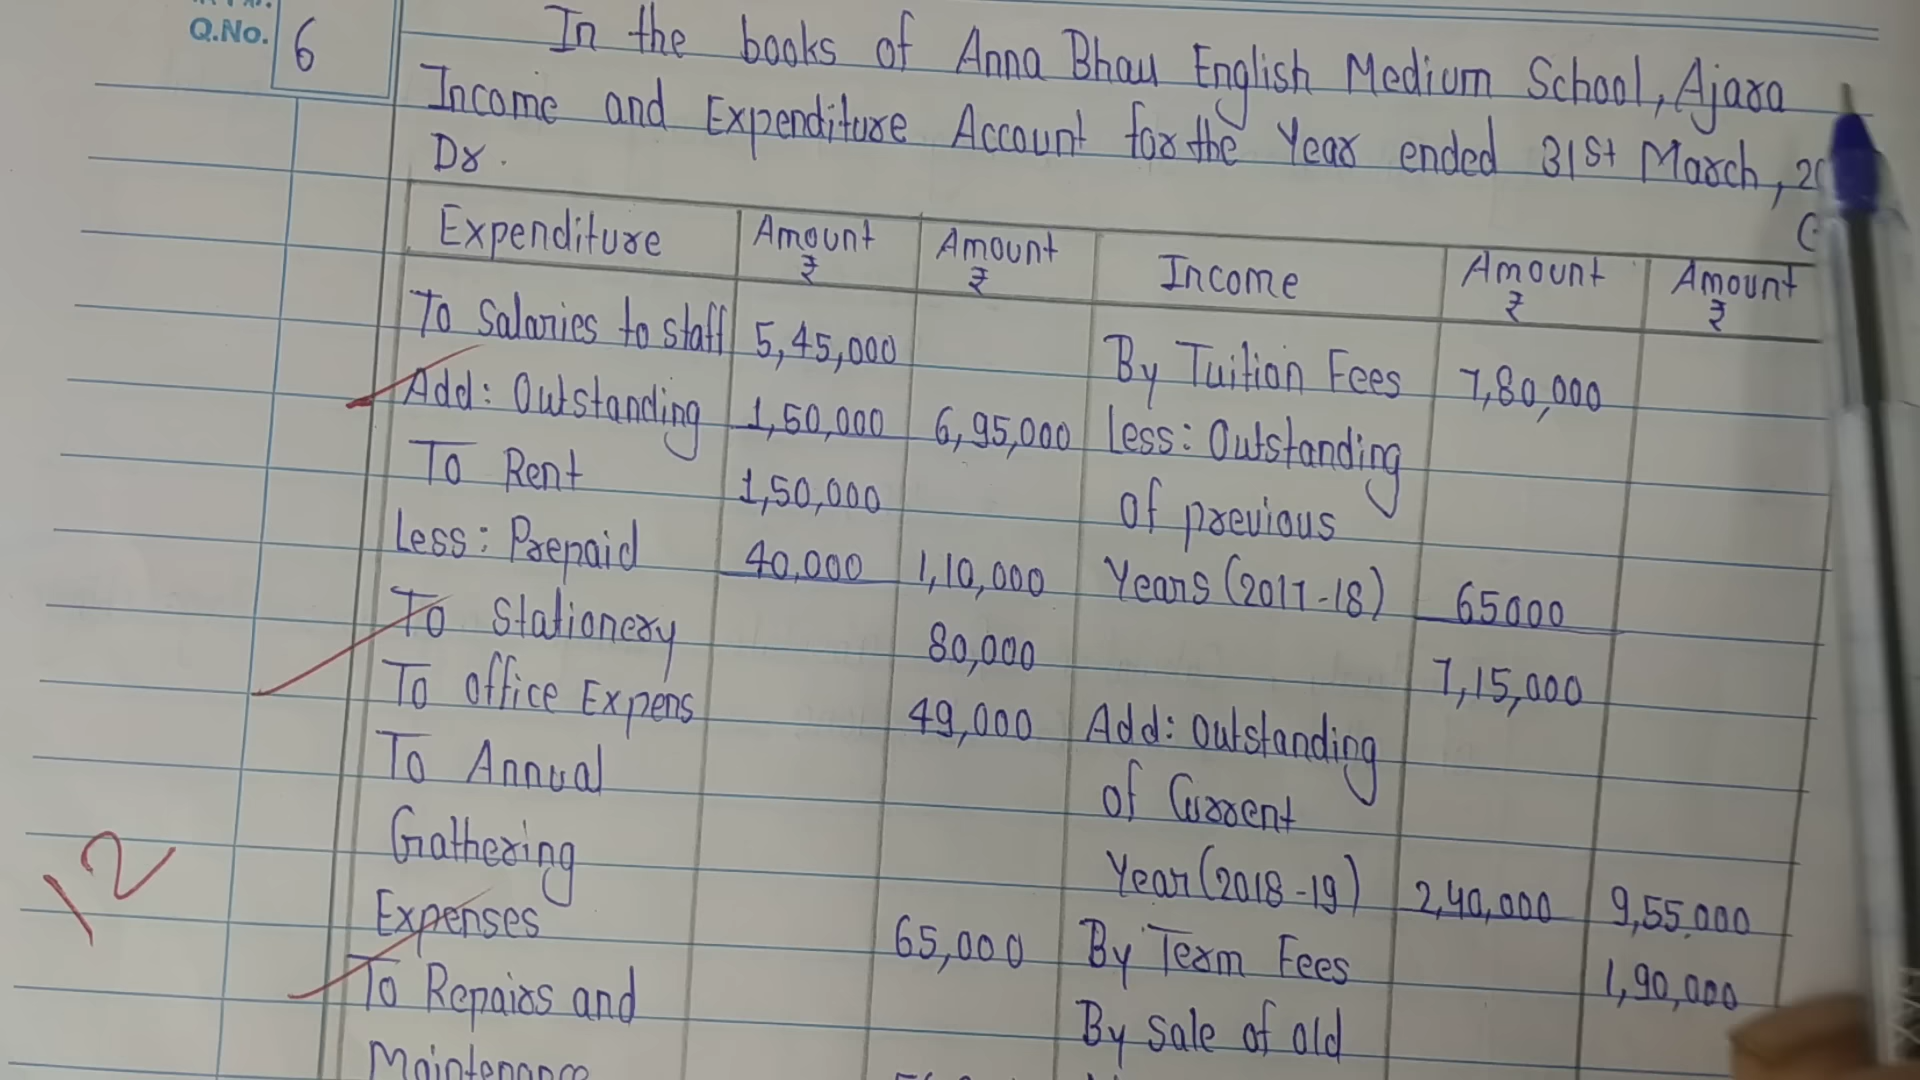 Q.No. 6
In the books of Anna Bhau English Medium School, Ajara
Income and Expenditure Account for the Year ended 31st March, 20
Dr.
Expenditure Amount ₹ Amount ₹ Income Amount ₹ Amount ₹
To Salaries to staff 5,45,000
By Tuition Fees 7,80,000
Add: Outstanding 1,50,000 6,95,000
Less: Outstanding
To Rent 1,50,000
of previous
Less: Prepaid 40,000 1,10,000
Years (2017-18) 65000
To Stationery 80,000
7,15,000
To office Expens 49,000
Add: Outstanding
To Annual
of Current
Gathering
Year (2018-19) 2,40,000 9,55,000
Expenses 65,000
By Term Fees 1,90,000
To Repairs and
By Sale of old
Maintenance
12